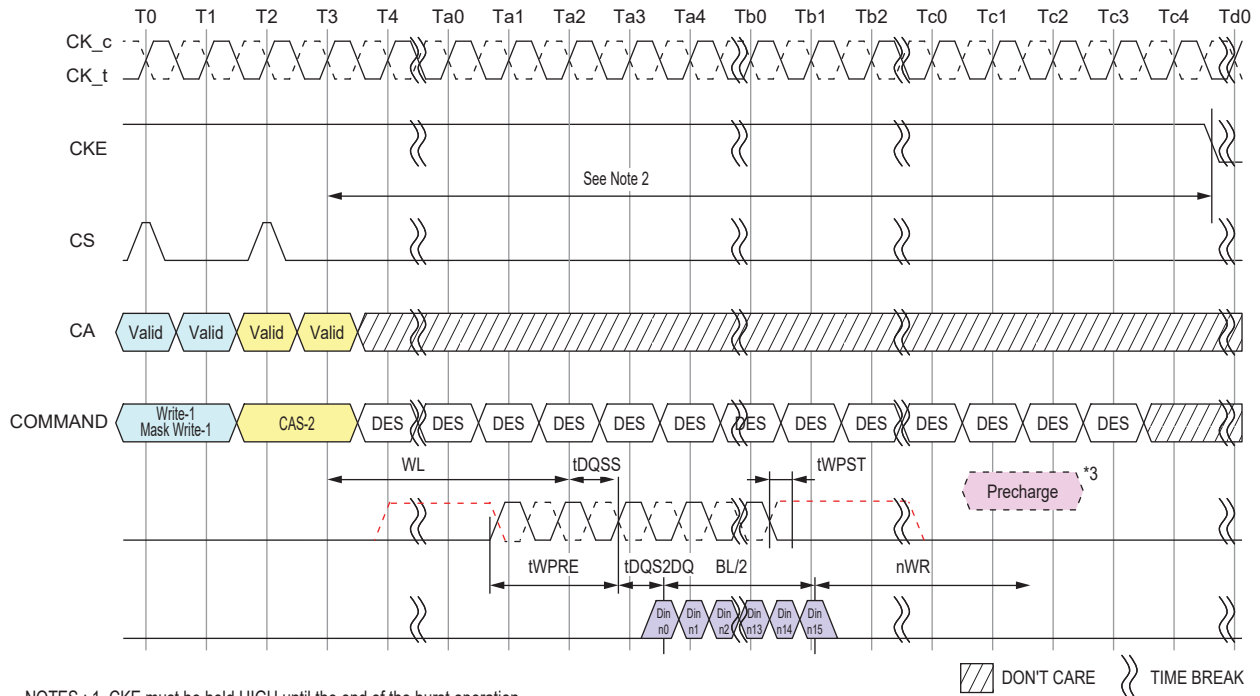 T0 T1 T2 T3 T4 Ta0 Ta1 Ta2 Ta3 Ta4 Tb0 Tb1 Tb2 Tc0 Tc1 Tc2 Tc3 Tc4 Td0
CK_c
CK_t
CKE
See Note 2
CS
CA Valid Valid Valid Valid
COMMAND Write-1 Mask Write-1 CAS-2 DES DES DES DES DES DES DES DES DES DES DES DES DES
WL tDQSS tWPST
Precharge *3
tWPRE tDQS2DQ BL/2 nWR
Din n0 Din n1 Din n2 Din n13 Din n14 Din n15
DON'T CARE TIME BREAK
NOTES : 1. CKE must be held HIGH until the end of the burst operation.